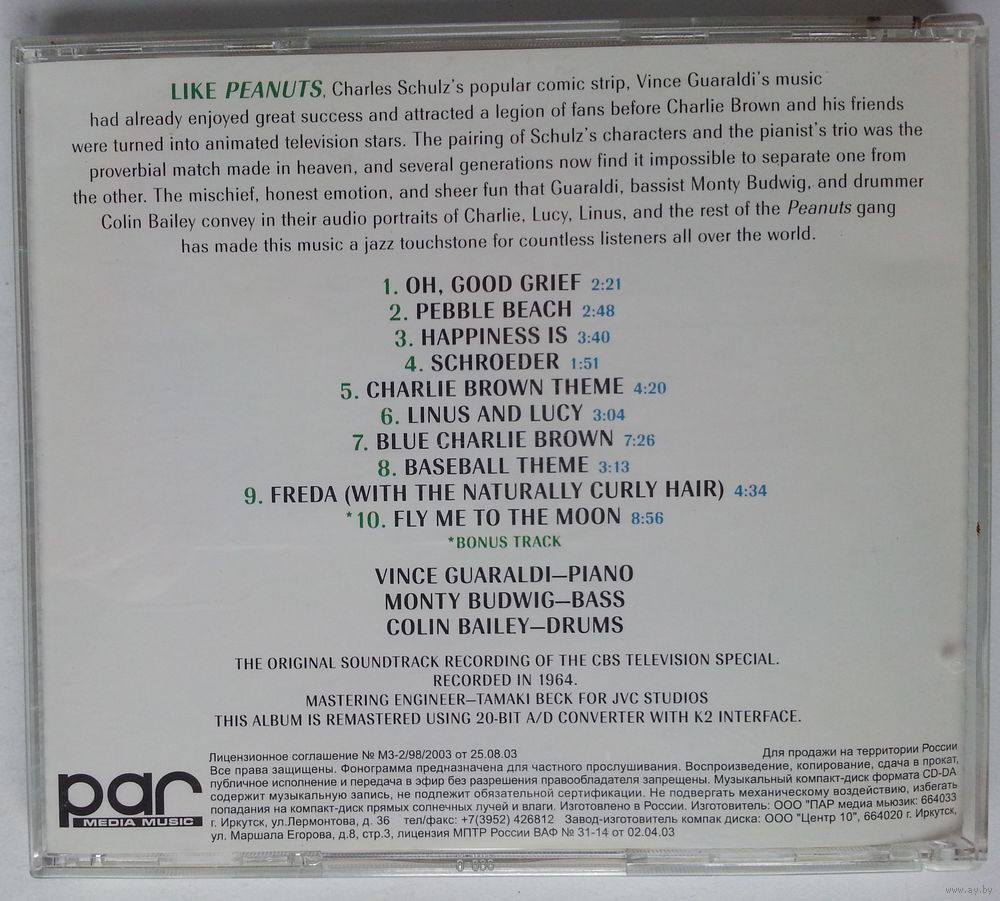 LIKE PEANUTS, Charles Schulz's popular comic strip, Vince Guaraldi's music
had already enjoyed great success and attracted a legion of fans before Charlie Brown and his friends
were turned into animated television stars. The pairing of Schulz's characters and the pianist's trio was the
proverbial match made in heaven, and several generations now find it impossible to separate one from
the other. The mischief, honest emotion, and sheer fun that Guaraldi, bassist Monty Budwig, and drummer
Colin Bailey convey in their audio portraits of Charlie, Lucy, Linus, and the rest of the Peanuts gang
has made this music a jazz touchstone for countless listeners all over the world.
1. OH, GOOD GRIEF 2:21
2. PEBBLE BEACH 2:48
3. HAPPINESS IS 3:40
4. SCHROEDER 1:51
5. CHARLIE BROWN THEME 4:20
6. LINUS AND LUCY 3:04
7. BLUE CHARLIE BROWN 7:26
8. BASEBALL THEME 3:13
9. FREDA (WITH THE NATURALLY CURLY HAIR) 4:34
*10. FLY ME TO THE MOON 8:56
*BONUS TRACK
VINCE GUARALDI—PIANO
MONTY BUDWIG—BASS
COLIN BAILEY—DRUMS
THE ORIGINAL SOUNDTRACK RECORDING OF THE CBS TELEVISION SPECIAL.
RECORDED IN 1964.
MASTERING ENGINEER—TAMAKI BECK FOR JVC STUDIOS
THIS ALBUM IS REMASTERED USING 20-BIT A/D CONVERTER WITH K2 INTERFACE.
par
MEDIA MUSIC
Лицензионное соглашение № МЗ-2/98/2003 от 25.08.03 Для продажи на территории России
Все права защищены. Фонограмма предназначена для частного прослушивания. Воспроизведение, копирование, сдача в прокат,
публичное исполнение и передача в эфир без разрешения правообладателя запрещены. Музыкальный компакт-диск формата CD-DA
содержит музыкальную запись, не подлежит обязательной сертификации. Не подвергать механическому воздействию, избегать
попадания на компакт-диск прямых солнечных лучей и влаги. Изготовлено в России. Изготовитель: ООО "ПАР медиа мьюзик: 664033
г. Иркутск, ул.Лермонтова, д. 36 тел/факс: +7(3952) 426812 Завод-изготовитель компак диска: ООО "Центр 10", 664020 г. Иркутск,
ул. Маршала Егорова, д.8, стр.3, лицензия МПТР России ВАФ № 31-14 от 02.04.03
www.ay.by